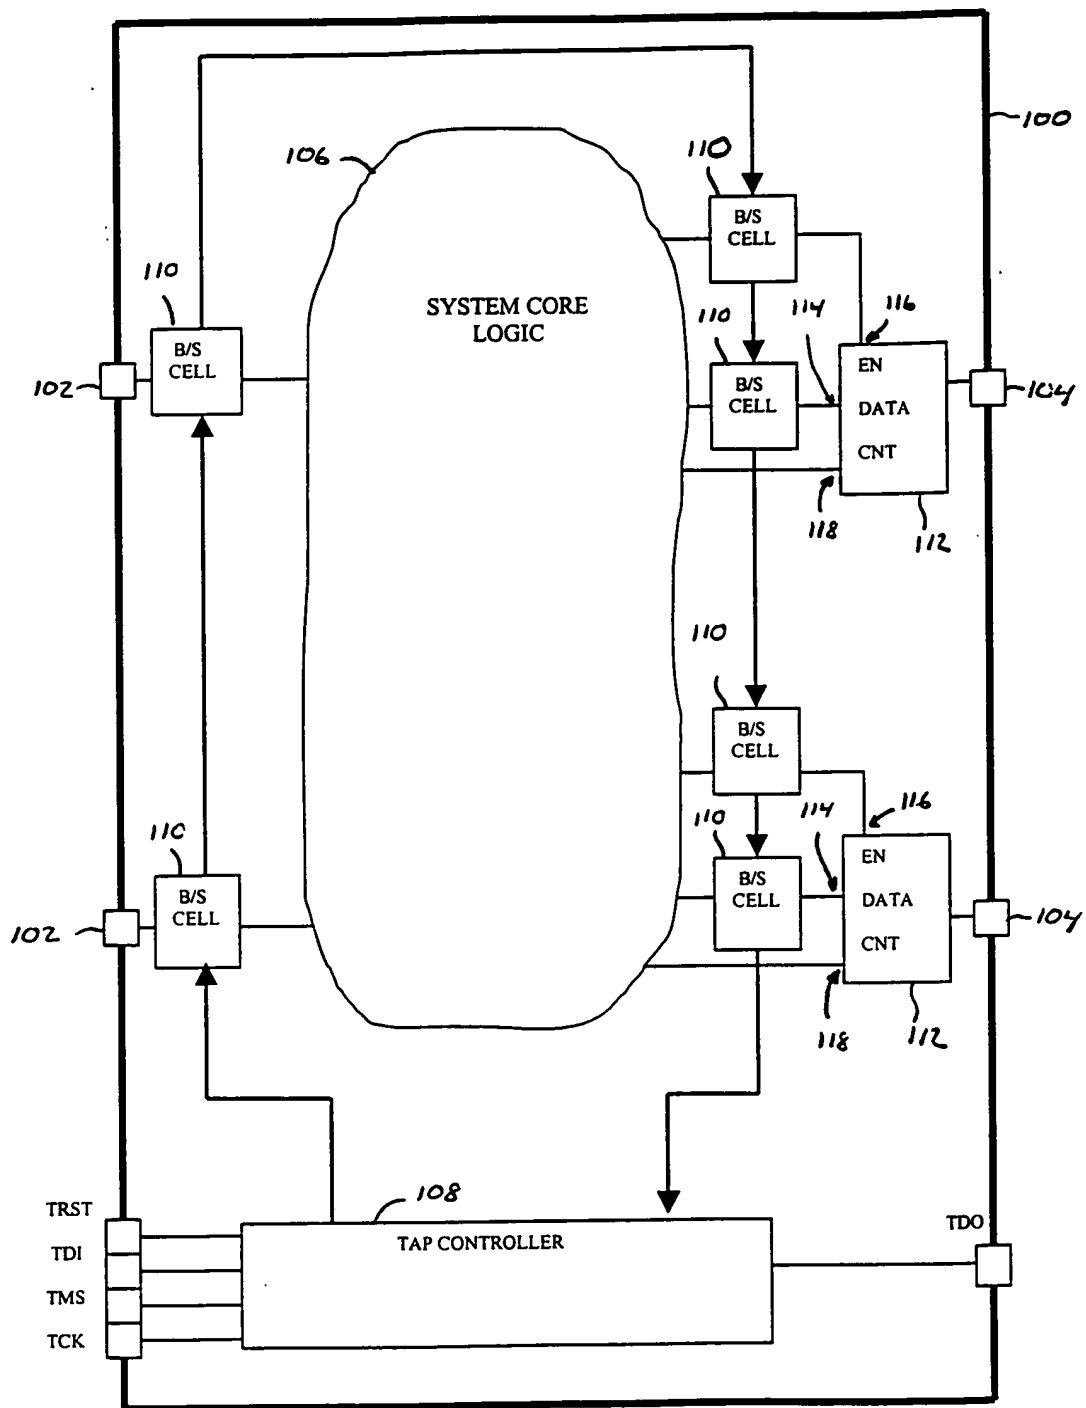 100
106
110
B/S
CELL
SYSTEM CORE
LOGIC
110
B/S
CELL
102
110
B/S
CELL
114
116
EN
DATA
CNT
104
118
112
110
B/S
CELL
110
B/S
CELL
102
110
B/S
CELL
114
116
EN
DATA
CNT
104
118
112
108
TRST
TDI
TMS
TCK
TAP CONTROLLER
TDO